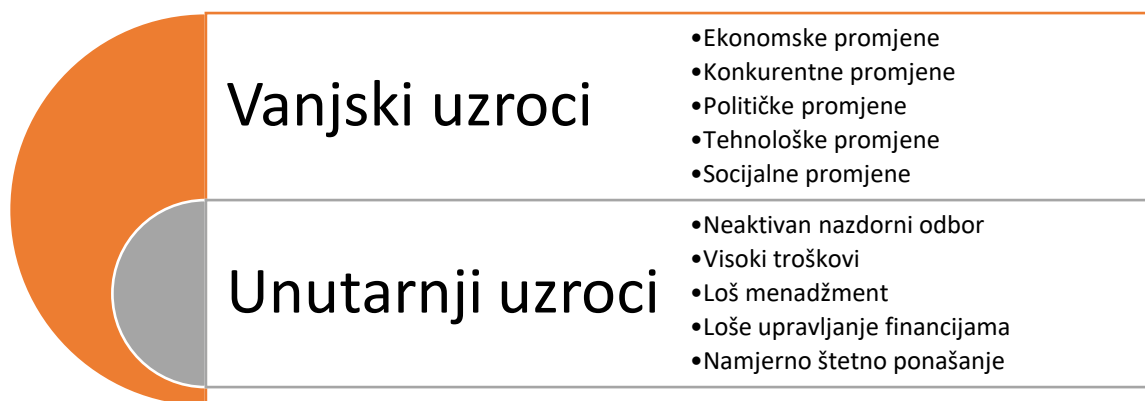 Vanjski uzroci
•Ekonomske promjene
•Konkurentne promjene
•Političke promjene
•Tehnološke promjene
•Socijalne promjene
Unutarnji uzroci
•Neaktivan nazdorni odbor
•Visoki troškovi
•Loš menadžment
•Loše upravljanje financijama
•Namjerno štetno ponašanje